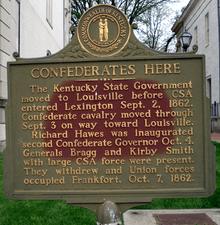 CONFEDERATES HERE
The Kentucky State Government
moved to Louisville before CSA
entered Lexington Sept. 2, 1862.
Confederate cavalry moved through
Sept. 3 on way toward Louisville.
Richard Hawes was inaugurated
second Confederate Governor Oct. 4.
Generals Bragg and Kirby Smith
with large CSA force were present.
They withdrew and Union forces
occupied Frankfort, Oct. 7, 1862.